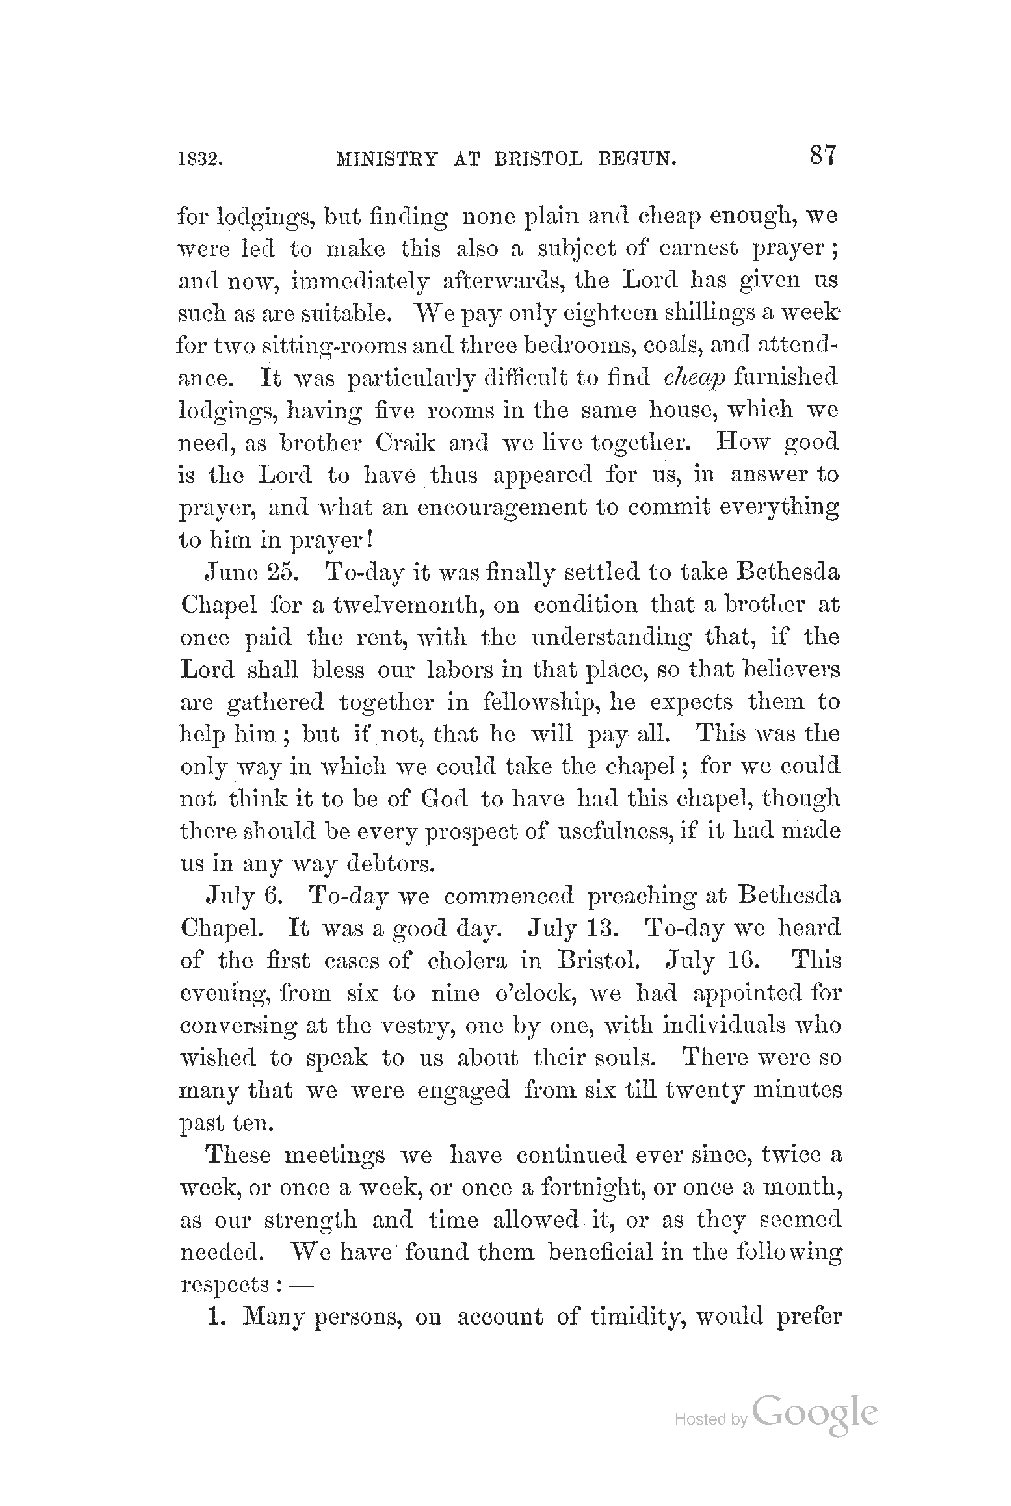 1832. MINISTRY AT BRISTOL BEGUN. 87
for lodgings, but finding none plain and cheap enough, we
were led to make this also a subject of earnest prayer;
and now, immediately afterwards, the Lord has given us
such as are suitable. We pay only eighteen shillings a week
for two sitting-rooms and three bedrooms, coals, and attend-
ance. It was particularly difficult to find cheap furnished
lodgings, having five rooms in the same house, which we
need, as brother Craik and we live together. How good
is the Lord to have thus appeared for us, in answer to
prayer, and what an encouragement to commit everything
to him in prayer!
June 25. To-day it was finally settled to take Bethesda
Chapel for a twelvemonth, on condition that a brother at
once paid the rent, with the understanding that, if the
Lord shall bless our labors in that place, so that believers
are gathered together in fellowship, he expects them to
help him; but if not, that he will pay all. This was the
only way in which we could take the chapel; for we could
not think it to be of God to have had this chapel, though
there should be every prospect of usefulness, if it had made
us in any way debtors.
July 6. To-day we commenced preaching at Bethesda
Chapel. It was a good day. July 13. To-day we heard
of the first cases of cholera in Bristol. July 16. This
evening, from six to nine o'clock, we had appointed for
conversing at the vestry, one by one, with individuals who
wished to speak to us about their souls. There were so
many that we were engaged from six till twenty minutes
past ten.
These meetings we have continued ever since, twice a
week, or once a week, or once a fortnight, or once a month,
as our strength and time allowed it, or as they seemed
needed. We have found them beneficial in the following
respects: —
1. Many persons, on account of timidity, would prefer
Hosted by Google